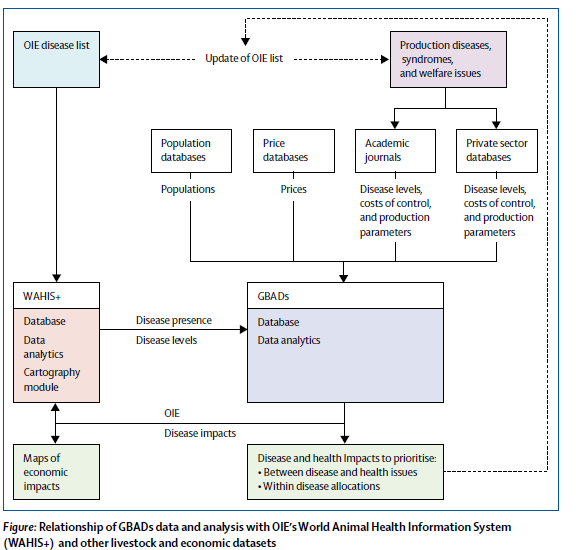 OIE disease list
Update of OIE list
Production diseases,
syndromes,
and welfare issues
Population
databases
Price
databases
Academic
journals
Private sector
databases
Populations
Prices
Disease levels,
costs of control,
and production
parameters
Disease levels,
costs of control,
and production
parameters
WAHIS+
Database
Data
analytics
Cartography
module
Disease presence
Disease levels
GBADs
Database
Data analytics
OIE
Disease impacts
Maps of
economic
impacts
Disease and health Impacts to prioritise:
• Between disease and health issues
• Within disease allocations
Figure: Relationship of GBADs data and analysis with OIE’s World Animal Health Information System
(WAHIS+) and other livestock and economic datasets